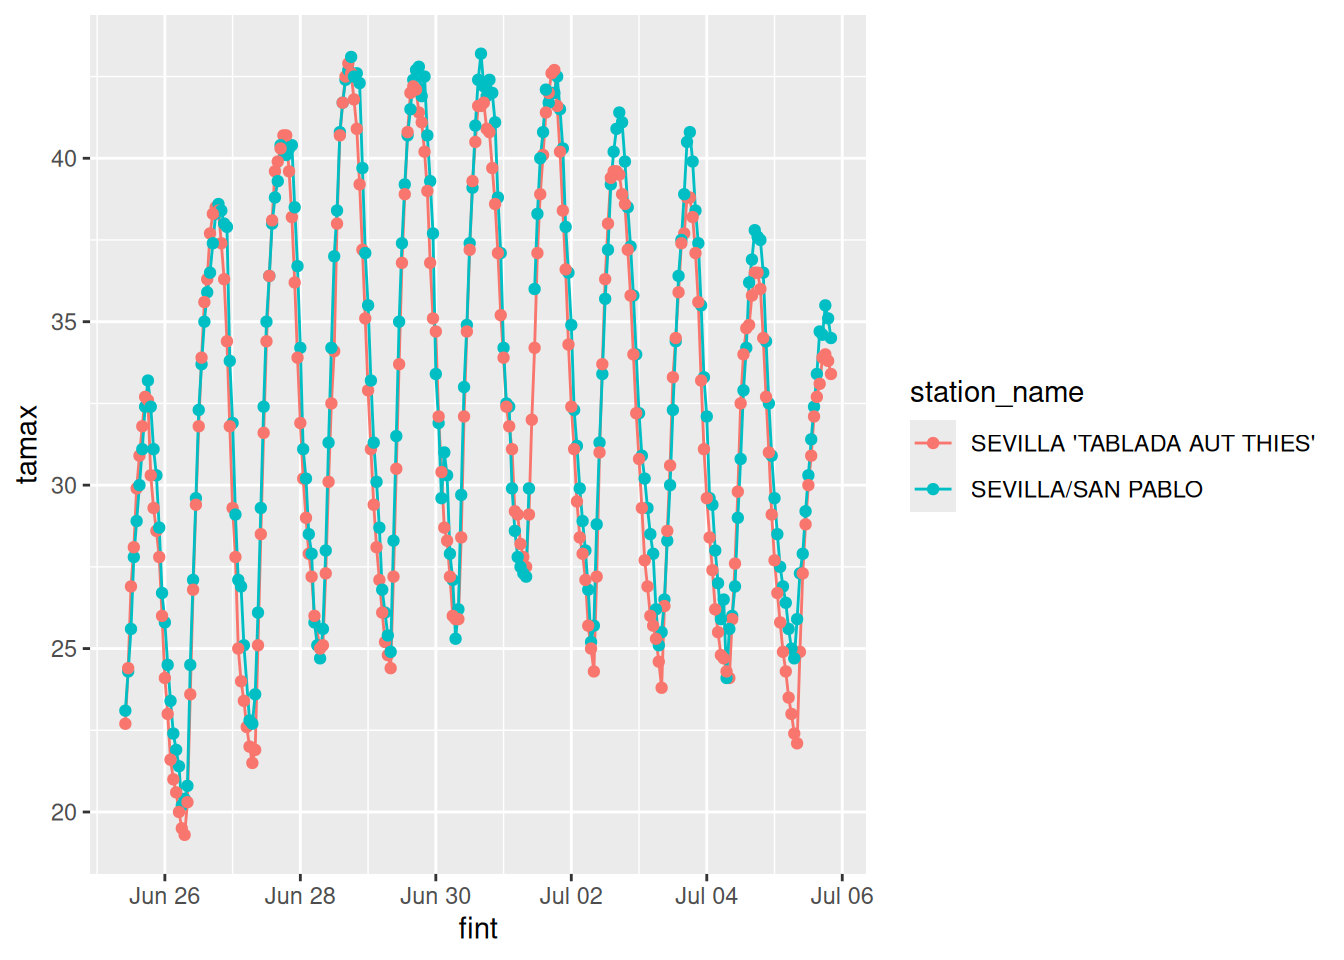 tamax
40
35
30
25
20
Jun 26
Jun 28
Jun 30
Jul 02
Jul 04
Jul 06
fint
station_name
SEVILLA 'TABLADA AUT THIES'
SEVILLA/SAN PABLO